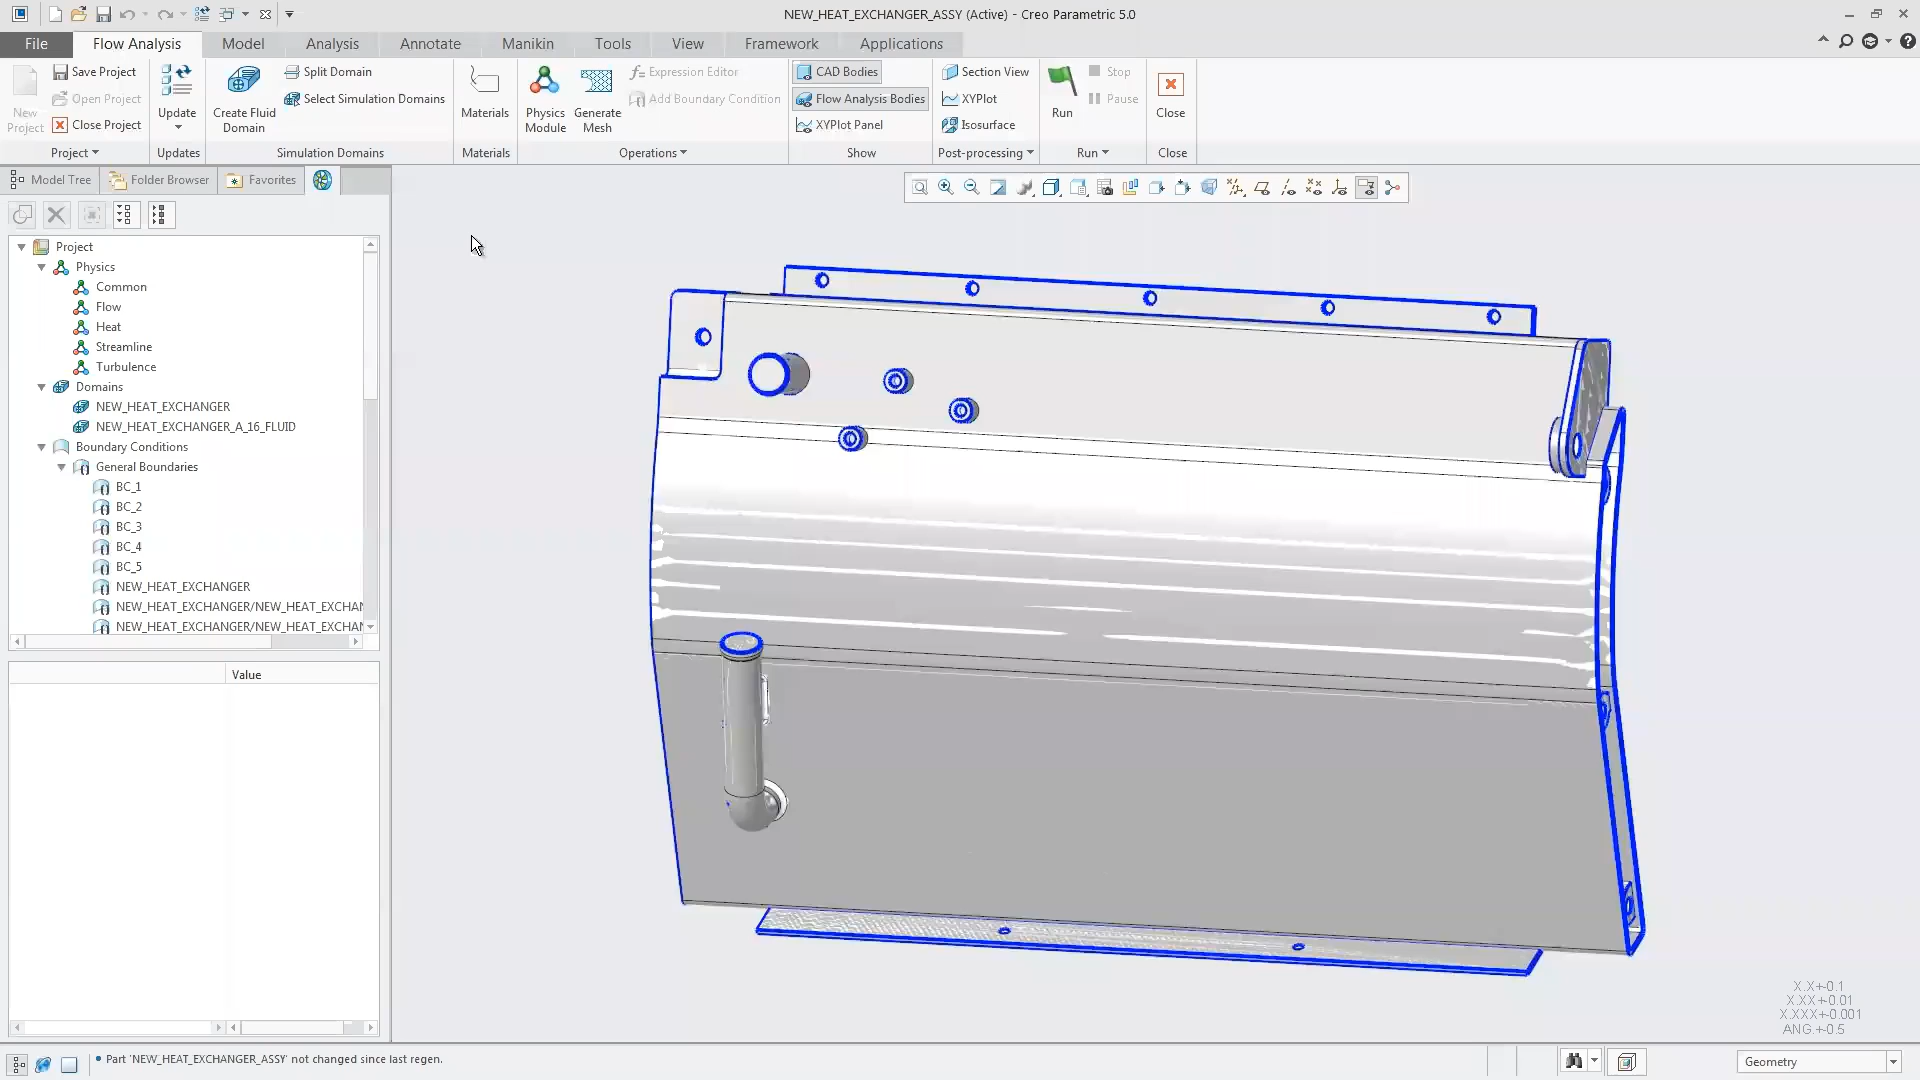 NEW_HEAT_EXCHANGER_ASSY (Active) - Creo Parametric 5.0
File Flow Analysis Model Analysis Annotate Manikin Tools View Framework Applications
New Project
Save Project
Open Project
Close Project
Project
Update
Updates
Create Fluid Domain
Split Domain
Select Simulation Domains
Simulation Domains
Materials
Materials
Physics Module
Generate Mesh
Expression Editor
Add Boundary Condition
Operations
CAD Bodies
Flow Analysis Bodies
XYPlot Panel
Show
Section View
XYPlot
Isosurface
Post-processing
Run
Stop
Pause
Run
Close
Close
Model Tree Folder Browser Favorites
Project
Physics
Common
Flow
Heat
Streamline
Turbulence
Domains
NEW_HEAT_EXCHANGER
NEW_HEAT_EXCHANGER_A_16_FLUID
Boundary Conditions
General Boundaries
BC_1
BC_2
BC_3
BC_4
BC_5
NEW_HEAT_EXCHANGER
NEW_HEAT_EXCHANGER/NEW_HEAT_EXCHAN
NEW_HEAT_EXCHANGER/NEW_HEAT_EXCHAN
Value
X.X+-0.1
X.XX+-0.01
X.XXX+-0.001
ANG.+-0.5
• Part 'NEW_HEAT_EXCHANGER_ASSY' not changed since last regen.
Geometry